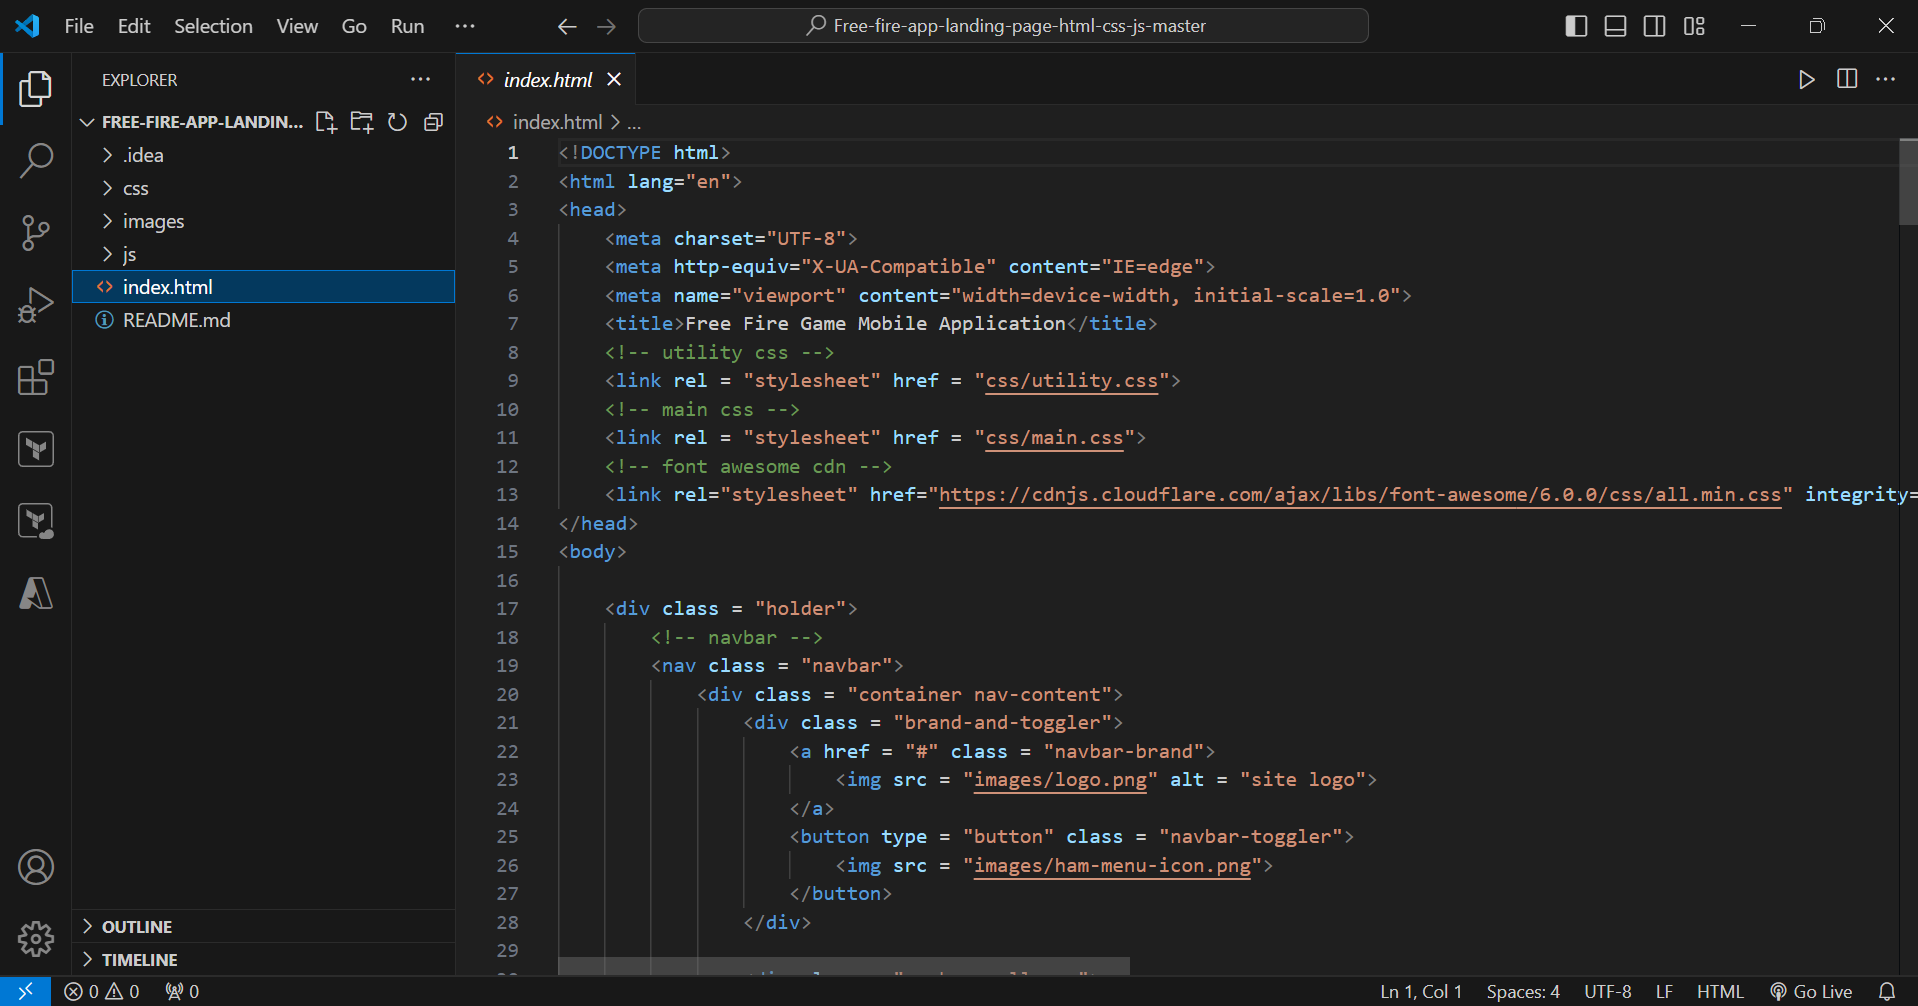 File Edit Selection View Go Run ... Free-fire-app-landing-page-html-css-js-master
EXPLORER ...
index.html
FREE-FIRE-APP-LANDIN...
.idea
css
images
js
index.html
README.md
OUTLINE
TIMELINE
index.html > ...
1 <!DOCTYPE html>
2 <html lang="en">
3 <head>
4 <meta charset="UTF-8">
5 <meta http-equiv="X-UA-Compatible" content="IE=edge">
6 <meta name="viewport" content="width=device-width, initial-scale=1.0">
7 <title>Free Fire Game Mobile Application</title>
8 <!-- utility css -->
9 <link rel = "stylesheet" href = "css/utility.css">
10 <!-- main css -->
11 <link rel = "stylesheet" href = "css/main.css">
12 <!-- font awesome cdn -->
13 <link rel="stylesheet" href="https://cdnjs.cloudflare.com/ajax/libs/font-awesome/6.0.0/css/all.min.css" integrity=
14 </head>
15 <body>
16
17 <div class = "holder">
18 <!-- navbar -->
19 <nav class = "navbar">
20 <div class = "container nav-content">
21 <div class = "brand-and-toggler">
22 <a href = "#" class = "navbar-brand">
23 <img src = "images/logo.png" alt = "site logo">
24 </a>
25 <button type = "button" class = "navbar-toggler">
26 <img src = "images/ham-menu-icon.png">
27 </button>
28 </div>
29
0 0 0 Ln 1, Col 1 Spaces: 4 UTF-8 LF HTML Go Live